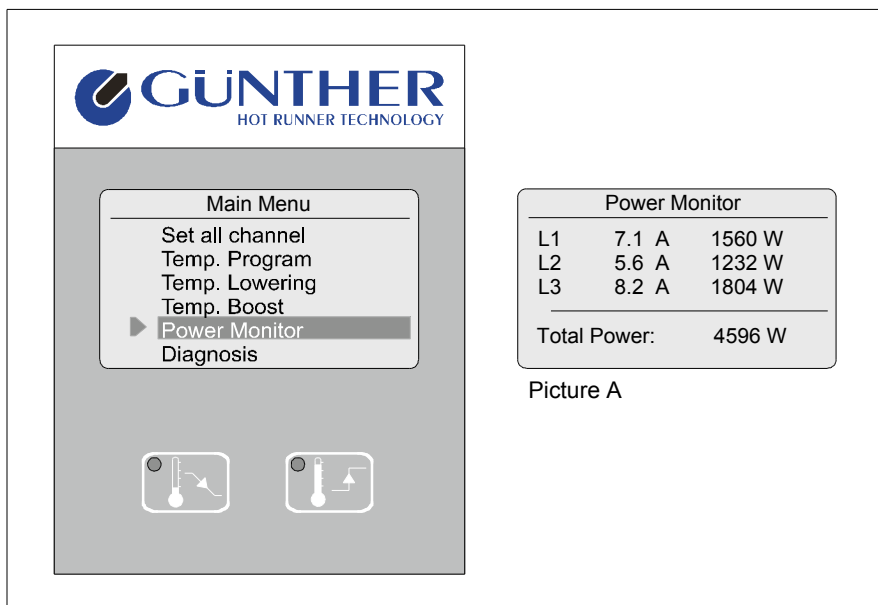 GÜNTHER
HOT RUNNER TECHNOLOGY
Main Menu
Set all channel
Temp. Program
Temp. Lowering
Temp. Boost
Power Monitor
Diagnosis
Power Monitor
L1 7.1 A 1560 W
L2 5.6 A 1232 W
L3 8.2 A 1804 W
Total Power: 4596 W
Picture A